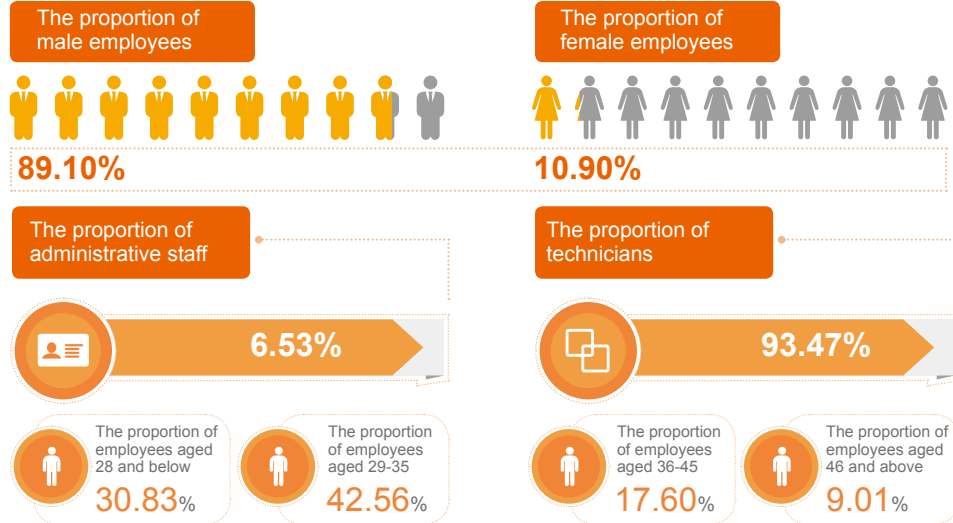 The proportion of
male employees
The proportion of
female employees
89.10%
10.90%
The proportion of
administrative staff
The proportion of
technicians
6.53%
93.47%
The proportion of
employees aged
28 and below
30.83%
The proportion
of employees
aged 29-35
42.56%
The proportion
of employees
aged 36-45
17.60%
The proportion of
employees aged
46 and above
9.01%